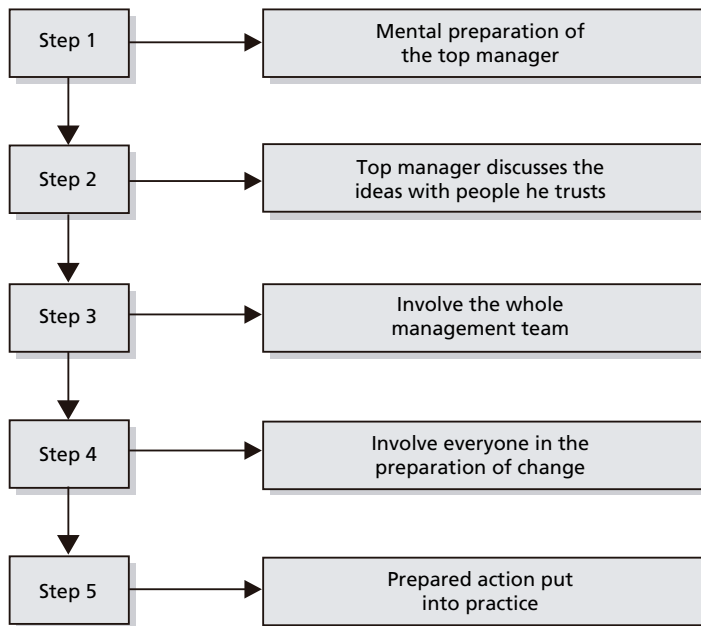 Step 1
Mental preparation of
the top manager
Step 2
Top manager discusses the
ideas with people he trusts
Step 3
Involve the whole
management team
Step 4
Involve everyone in the
preparation of change
Step 5
Prepared action put
into practice